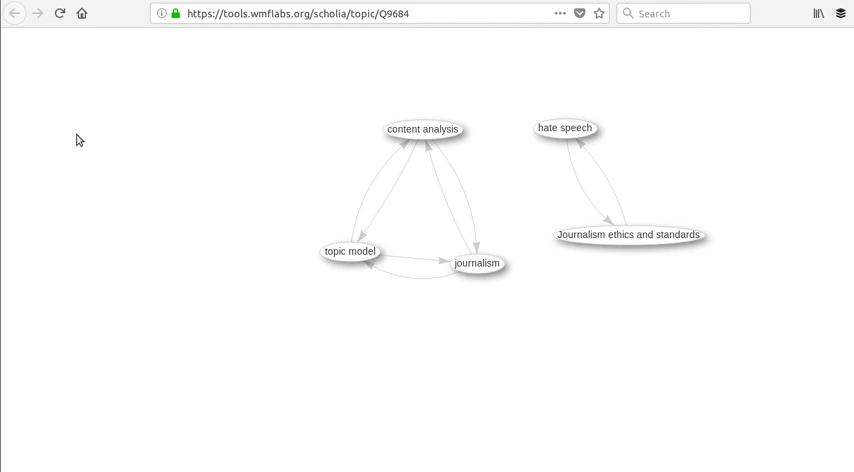 https://tools.wmflabs.org/scholia/topic/Q9684
Search
content analysis
hate speech
Journalism ethics and standards
topic model
journalism